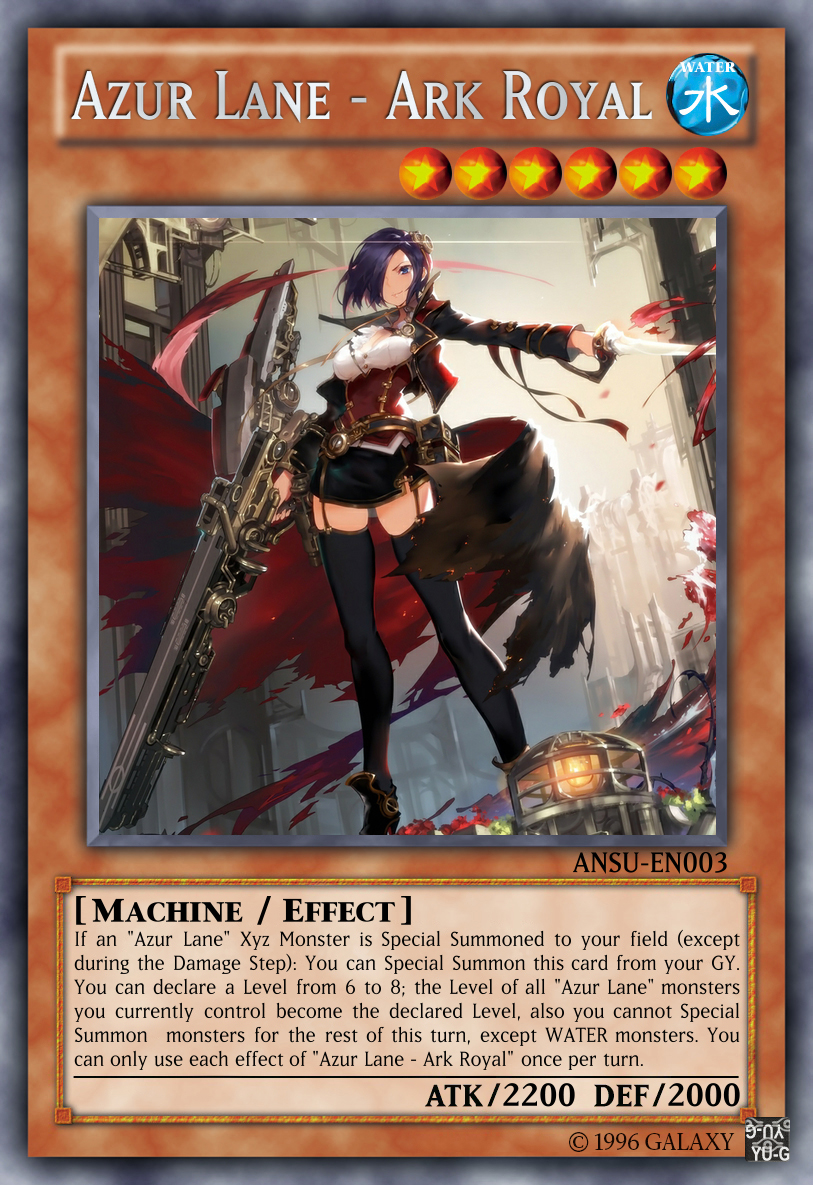 Azur Lane - Ark Royal
WATER
水
ANSU-EN003
[ Machine / Effect ]
If an "Azur Lane" Xyz Monster is Special Summoned to your field (except
during the Damage Step): You can Special Summon this card from your GY.
You can declare a Level from 6 to 8; the Level of all "Azur Lane" monsters
you currently control become the declared Level, also you cannot Special
Summon monsters for the rest of this turn, except WATER monsters. You
can only use each effect of "Azur Lane - Ark Royal" once per turn.
ATK/2200 DEF/2000
© 1996 GALAXY
YU-G
YU-G